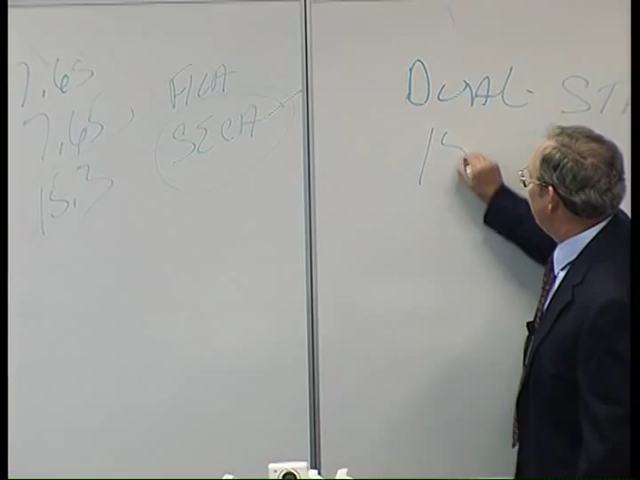 7.65
7.65
15.3
FICA
SECA
DUAL- ST